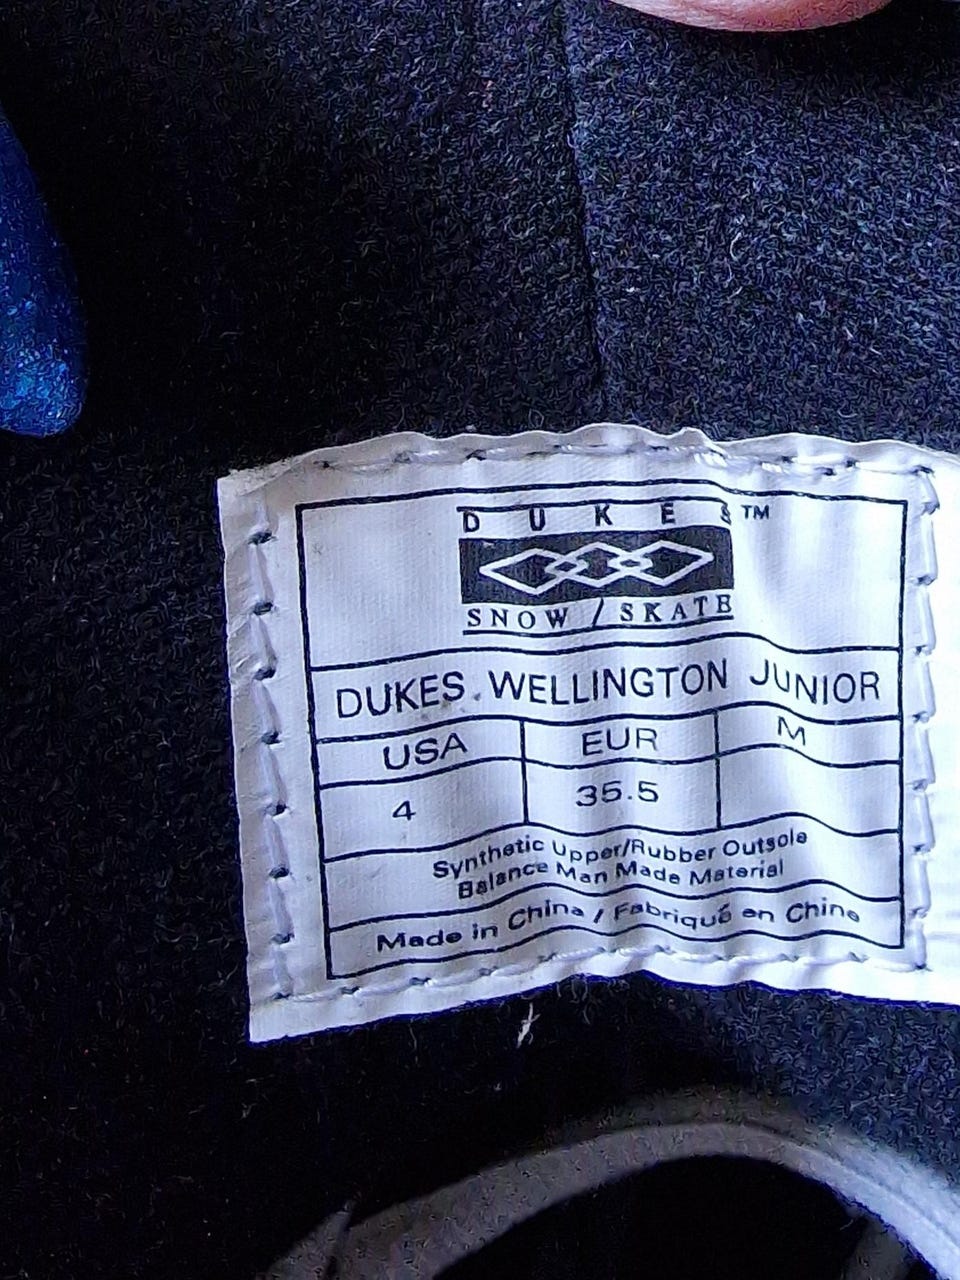 DUKES™
SNOW / SKATE
DUKES WELLINGTON JUNIOR
USA EUR M
4 35.5
Synthetic Upper/Rubber Outsole
Balance Man Made Material
Made in China / Fabriqué en Chine